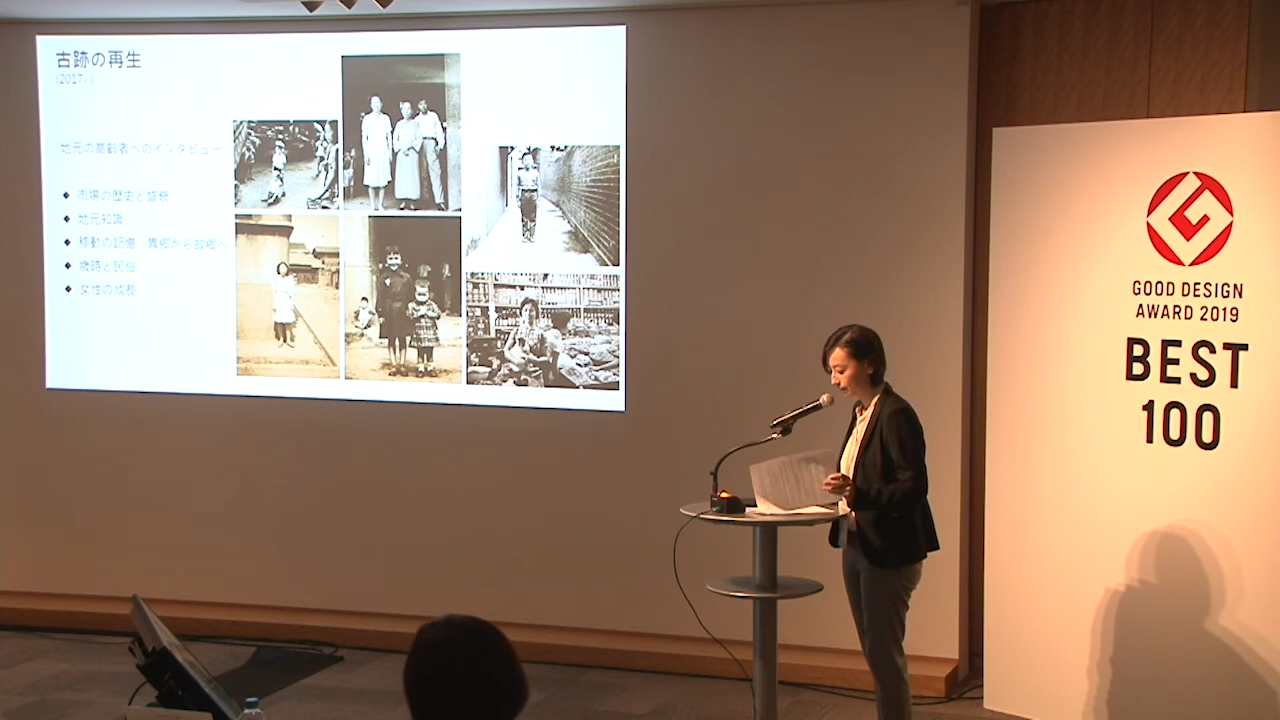 古跡の再生
(2017- )
地元の高齢者へのインタビュー
◆ 市場の歴史と盛衰
◆ 地元知識
◆ 移動の記憶：異郷から故郷へ
◆ 歳時と民俗
◆ 女性の成長
GOOD DESIGN
AWARD 2019
BEST
100